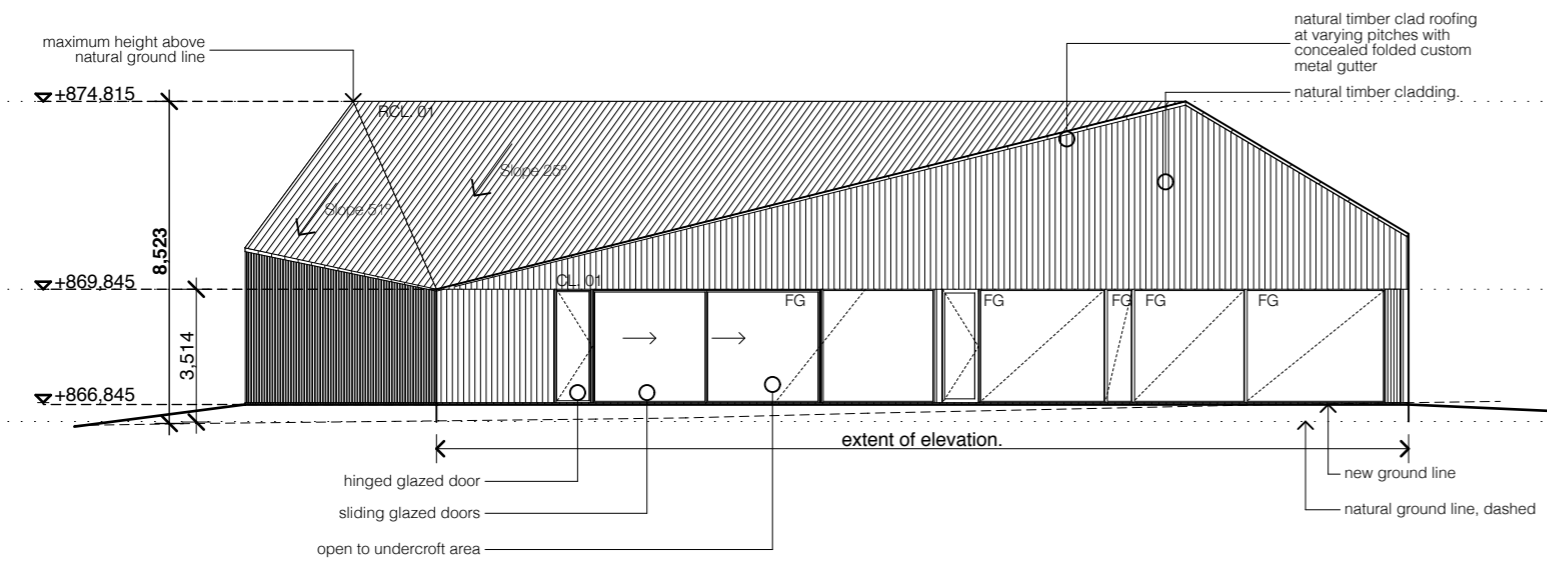 maximum height above
natural ground line
natural timber clad roofing
at varying pitches with
concealed folded custom
metal gutter
natural timber cladding.
+874,815
RCL. 01
Slope 25°
Slope 51°
8,523
+869,845
CL. 01
FG
FG
FG
FG
FG
3,514
+866,845
extent of elevation.
hinged glazed door
sliding glazed doors
open to undercroft area
new ground line
natural ground line, dashed